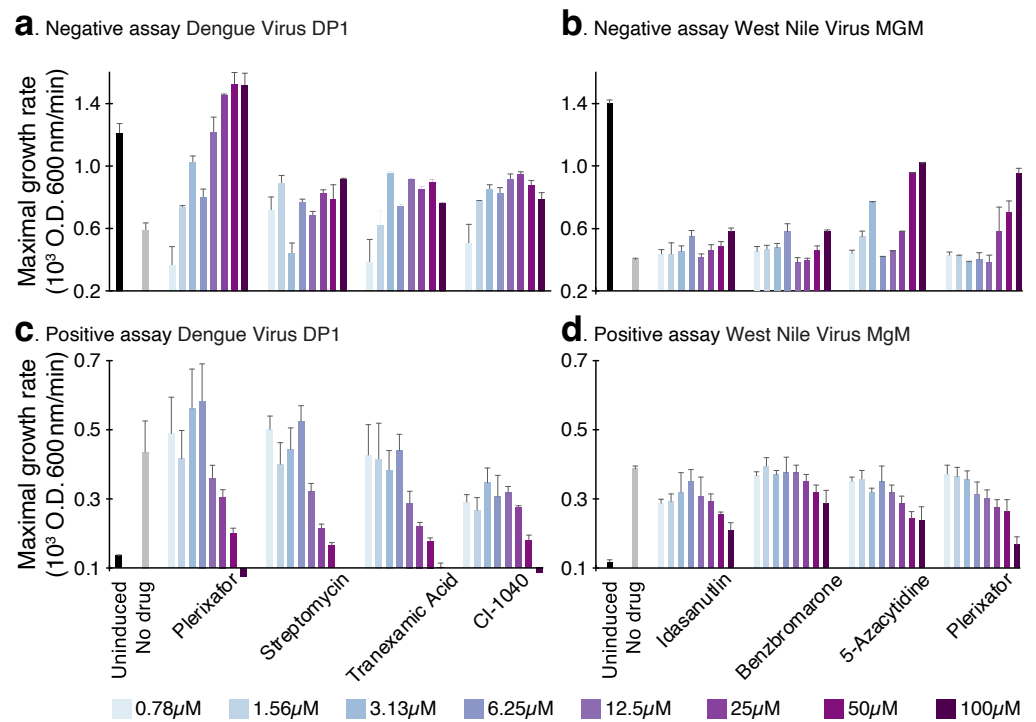 a. Negative assay Dengue Virus DP1
b. Negative assay West Nile Virus MGM
Maximal growth rate
(10³ O.D. 600 nm/min)
1.4
1.0
0.6
0.2
1.4
1.0
0.6
0.2
c. Positive assay Dengue Virus DP1
d. Positive assay West Nile Virus MgM
Maximal growth rate
(10³ O.D. 600 nm/min)
0.7
0.5
0.3
0.1
0.7
0.5
0.3
0.1
Uninduced
No drug
Plerixafor
Streptomycin
Tranexamic Acid
CI-1040
Uninduced
No drug
Idasanutlin
Benzbromarone
5-Azacytidine
Plerixafor
0.78µM 1.56µM 3.13µM 6.25µM 12.5µM 25µM 50µM 100µM